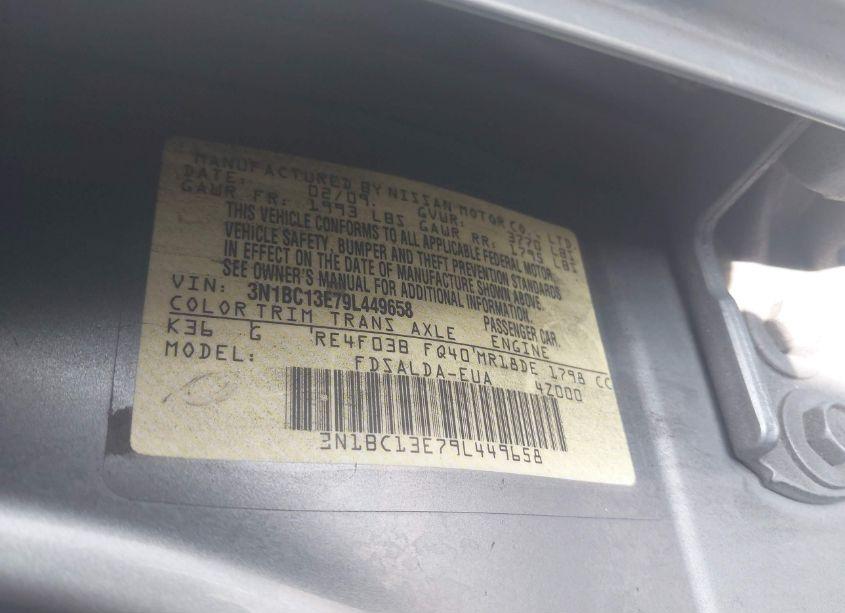 MANUFACTURED BY NISSAN MOTOR CO., LTD.
DATE: 02/09. GVWR: 3770 LBS
GAWR FR: 1993 LBS GAWR RR: 1795 LBS
THIS VEHICLE CONFORMS TO ALL APPLICABLE FEDERAL MOTOR
VEHICLE SAFETY, BUMPER AND THEFT PREVENTION STANDARDS
IN EFFECT ON THE DATE OF MANUFACTURE SHOWN ABOVE.
SEE OWNER'S MANUAL FOR ADDITIONAL INFORMATION.
VIN: 3N1BC13E79L449658 PASSENGER CAR.
COLOR TRIM TRANS AXLE ENGINE
K36 G RE4F03B FQ40 MR18DE 1798 CC
MODEL: FDSALDA-EUA 4Z000
3N1BC13E79L449658